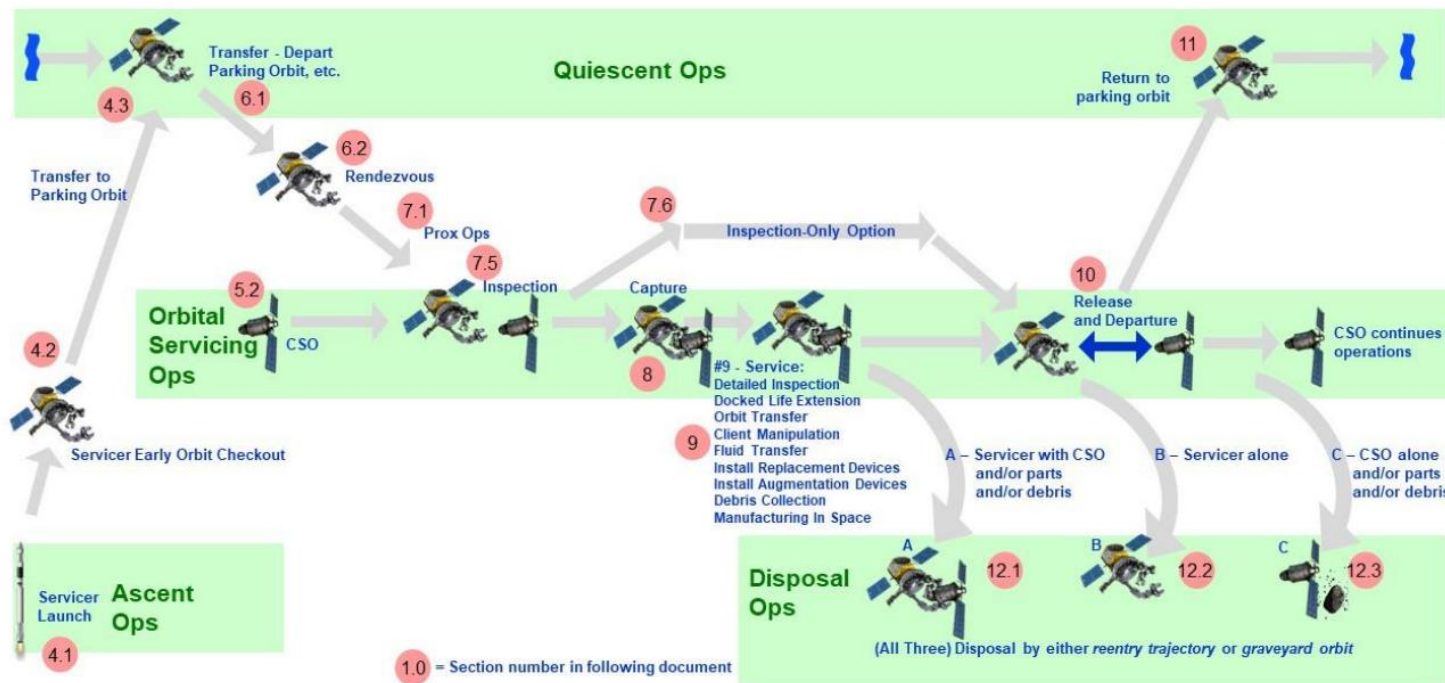 11
Transfer - Depart
Parking Orbit, etc.
Quiescent Ops
Return to
parking orbit
4.3
6.1
6.2
Rendezvous
Transfer to
Parking Orbit
7.1
Prox Ops
7.6
Inspection-Only Option
7.5
Inspection
5.2
Orbital
Servicing
Ops
CSO
Capture
10
Release
and Departure
CSO continues
operations
4.2
Servicer Early Orbit Checkout
8
#9 - Service:
Detailed Inspection
Docked Life Extension
Orbit Transfer
Client Manipulation
Fluid Transfer
Install Replacement Devices
Install Augmentation Devices
Debris Collection
Manufacturing In Space
9
A – Servicer with CSO
and/or parts
and/or debris
B – Servicer alone
C – CSO alone
and/or parts
and/or debris
Servicer
Launch
Ascent
Ops
4.1
Disposal
Ops
A
12.1
B
12.2
C
12.3
(All Three) Disposal by either reentry trajectory or graveyard orbit
1.0 = Section number in following document